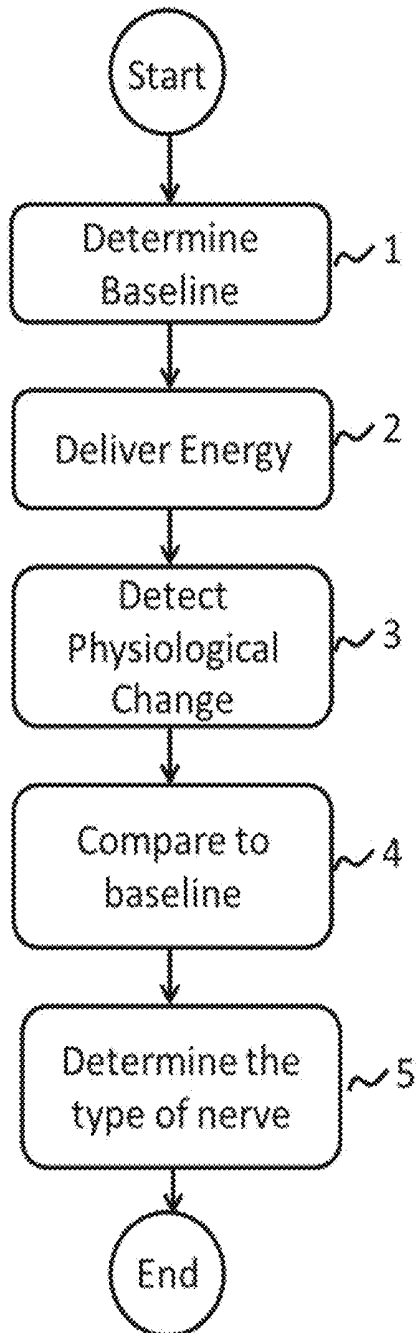 Start
Determine
Baseline
1
Deliver Energy
2
Detect
Physiological
Change
3
Compare to
baseline
4
Determine the
type of nerve
5
End